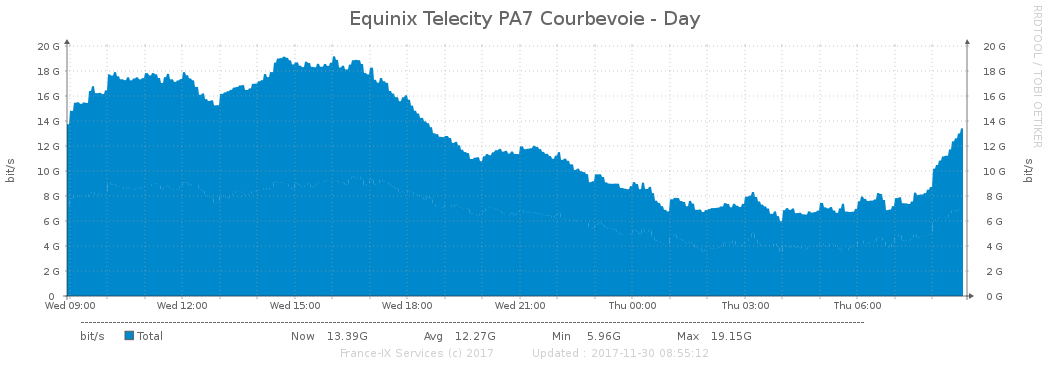 Equinix Telecity PA7 Courbevoie - Day
RRDTOOL / TOBI OETIKER
20 G 20 G
18 G 18 G
16 G 16 G
14 G 14 G
12 G 12 G
10 G 10 G
8 G 8 G
6 G 6 G
4 G 4 G
2 G 2 G
0 0 G
bit/s bit/s
Wed 09:00 Wed 12:00 Wed 15:00 Wed 18:00 Wed 21:00 Thu 00:00 Thu 03:00 Thu 06:00
bit/s Total Now 13.39G Avg 12.27G Min 5.96G Max 19.15G
France-IX Services (c) 2017 Updated : 2017-11-30 08:55:12